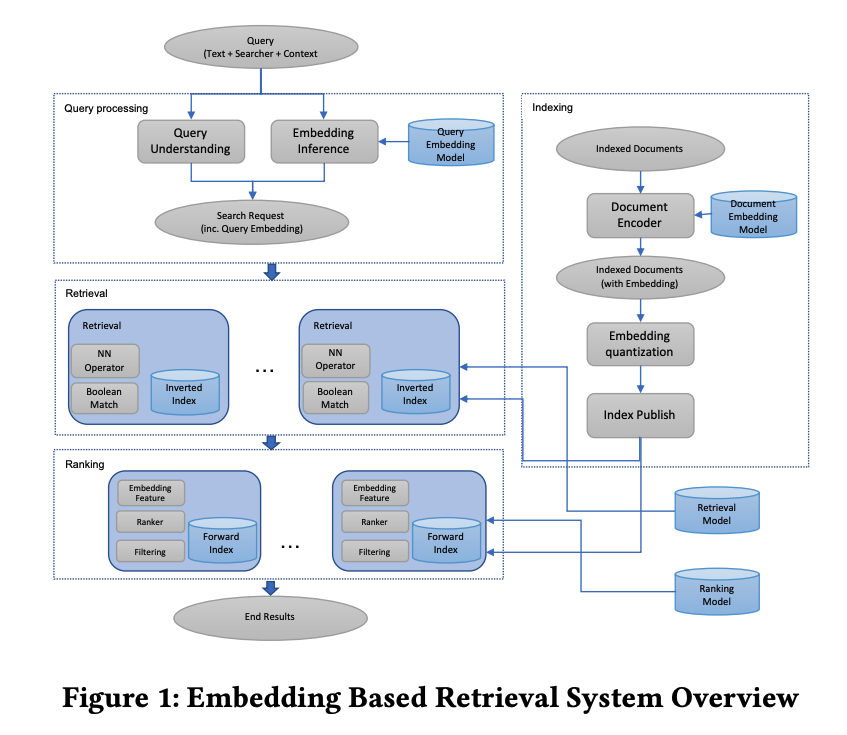 Query
(Text + Searcher + Context
Query processing
Query
Understanding
Embedding
Inference
Query
Embedding
Model
Search Request
(inc. Query Embedding)
Indexing
Indexed Documents
Document
Encoder
Document
Embedding
Model
Indexed Documents
(with Embedding)
Embedding
quantization
Index Publish
Retrieval
Retrieval
NN
Operator
Boolean
Match
Inverted
Index
...
Retrieval
NN
Operator
Boolean
Match
Inverted
Index
Ranking
Embedding
Feature
Ranker
Filtering
Forward
Index
...
Embedding
Feature
Ranker
Filtering
Forward
Index
Retrieval
Model
Ranking
Model
End Results
Figure 1: Embedding Based Retrieval System Overview